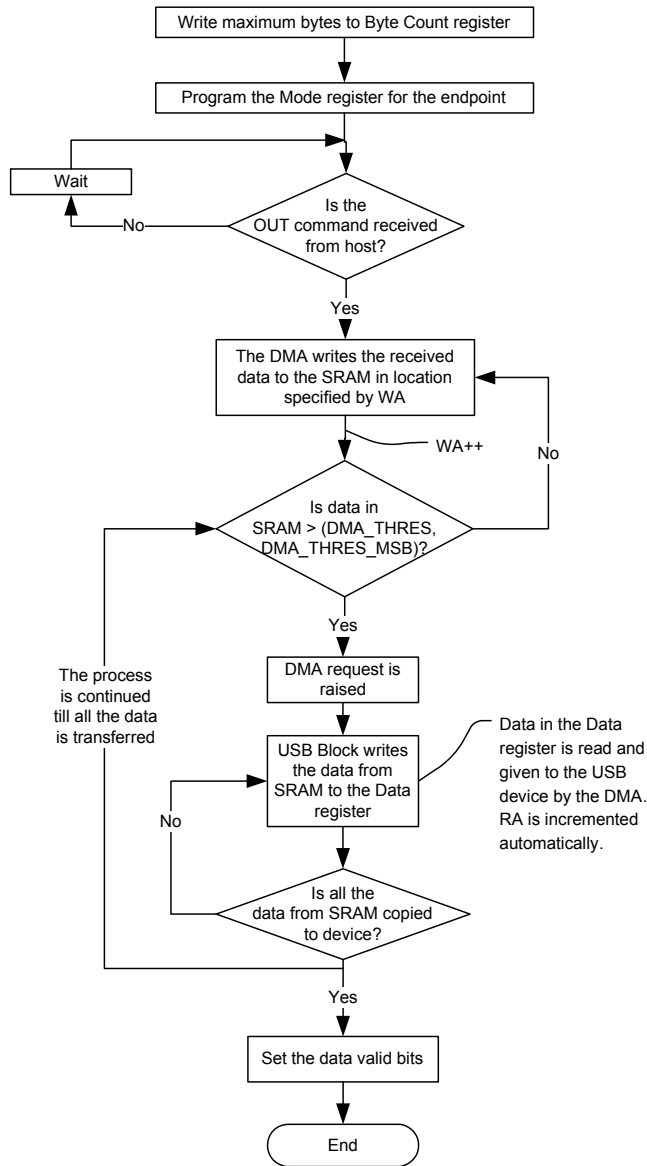 Write maximum bytes to Byte Count register
Program the Mode register for the endpoint
Wait
Is the
OUT command received
from host?
No
Yes
The DMA writes the received
data to the SRAM in location
specified by WA
WA++
No
Is data in
SRAM > (DMA_THRES,
DMA_THRES_MSB)?
Yes
The process
is continued
till all the data
is transferred
DMA request is
raised
USB Block writes
the data from
SRAM to the Data
register
Data in the Data
register is read and
given to the USB
device by the DMA.
RA is incremented
automatically.
No
Is all the
data from SRAM copied
to device?
Yes
Set the data valid bits
End